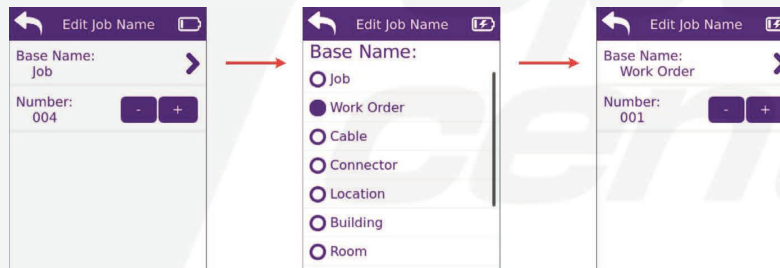 Edit Job Name
Base Name:
Job
Number:
004
-
+
Edit Job Name
Base Name:
Job
Work Order
Cable
Connector
Location
Building
Room
Edit Job Name
Base Name:
Work Order
Number:
001
-
+